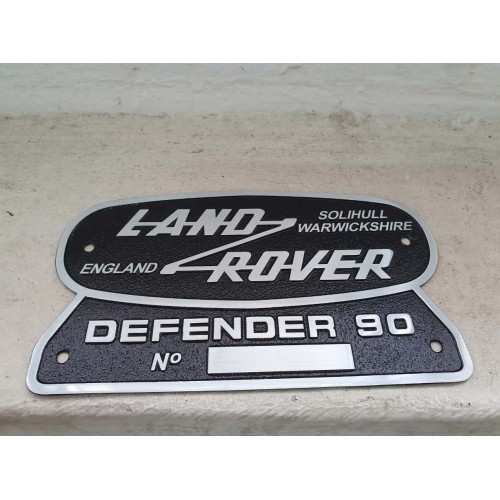 LAND
SOLIHULL
WARWICKSHIRE
ENGLAND
ROVER
DEFENDER 90
Nº